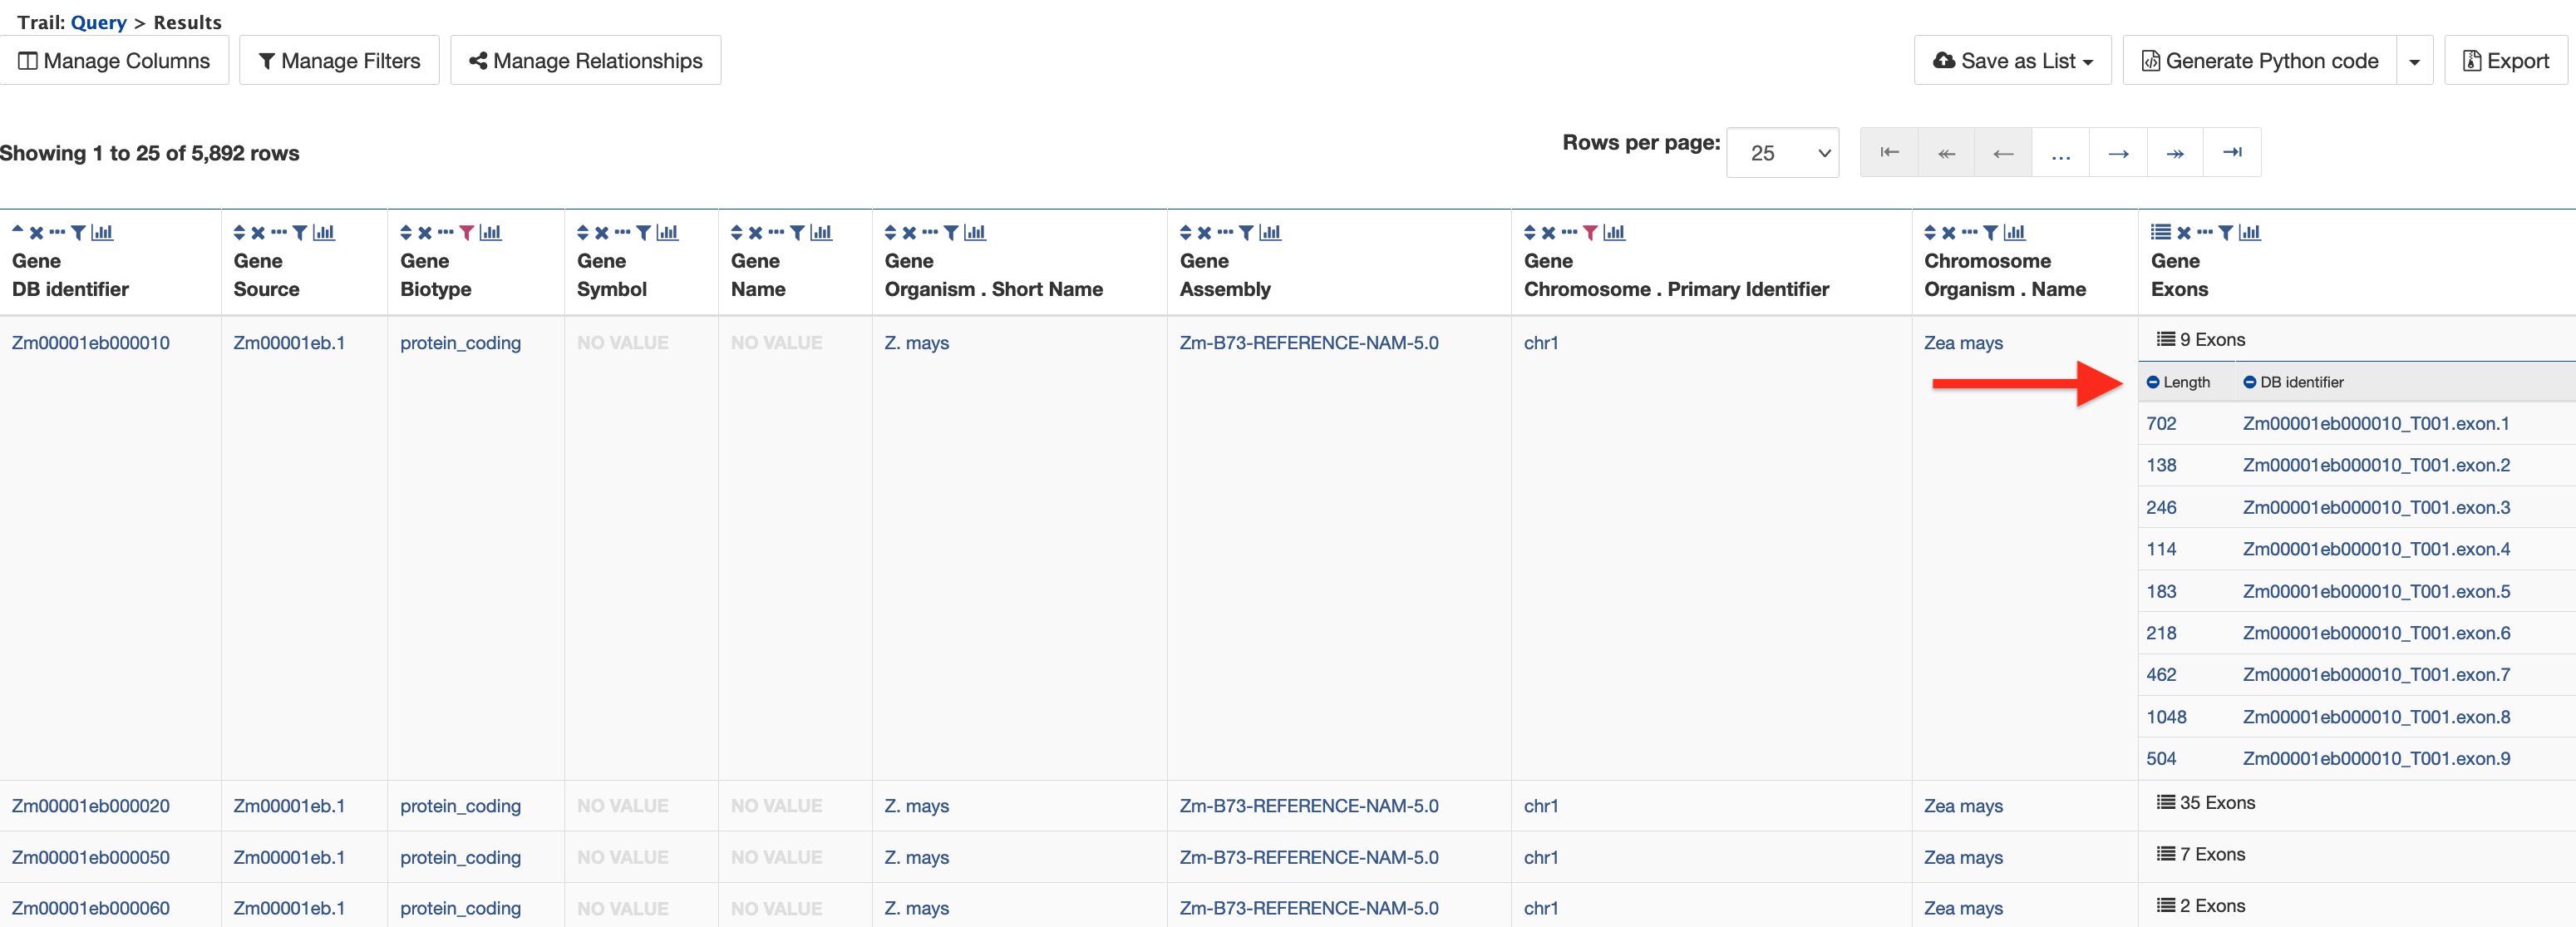 Trail: Query > Results
Manage Columns Manage Filters Manage Relationships Save as List Generate Python code Export
Showing 1 to 25 of 5,892 rows Rows per page: 25 ...
Gene Gene Gene Gene Gene Gene Gene Gene Chromosome Gene
DB identifier Source Biotype Symbol Name Organism . Short Name Assembly Chromosome . Primary Identifier Organism . Name Exons
Zm00001eb000010 Zm00001eb.1 protein_coding NO VALUE NO VALUE Z. mays Zm-B73-REFERENCE-NAM-5.0 chr1 Zea mays 9 Exons
Length DB identifier
702 Zm00001eb000010_T001.exon.1
138 Zm00001eb000010_T001.exon.2
246 Zm00001eb000010_T001.exon.3
114 Zm00001eb000010_T001.exon.4
183 Zm00001eb000010_T001.exon.5
218 Zm00001eb000010_T001.exon.6
462 Zm00001eb000010_T001.exon.7
1048 Zm00001eb000010_T001.exon.8
504 Zm00001eb000010_T001.exon.9
Zm00001eb000020 Zm00001eb.1 protein_coding NO VALUE NO VALUE Z. mays Zm-B73-REFERENCE-NAM-5.0 chr1 Zea mays 35 Exons
Zm00001eb000050 Zm00001eb.1 protein_coding NO VALUE NO VALUE Z. mays Zm-B73-REFERENCE-NAM-5.0 chr1 Zea mays 7 Exons
Zm00001eb000060 Zm00001eb.1 protein_coding NO VALUE NO VALUE Z. mays Zm-B73-REFERENCE-NAM-5.0 chr1 Zea mays 2 Exons